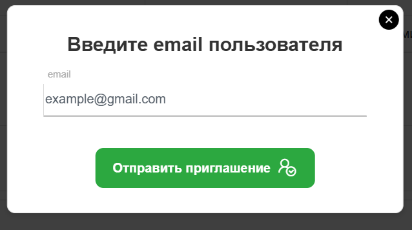 Введите email пользователя
email
example@gmail.com
Отправить приглашение